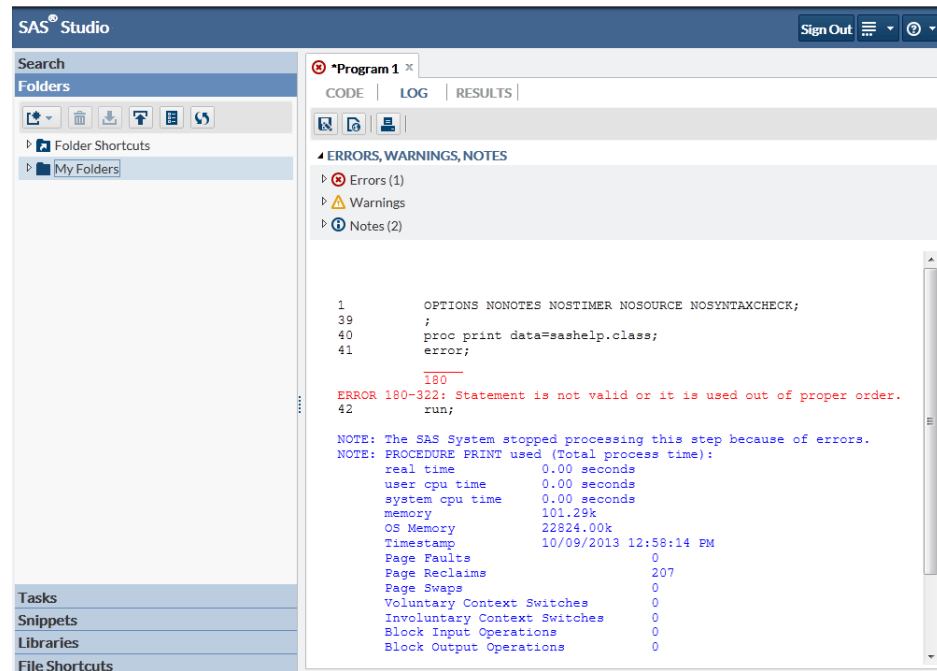 SAS® Studio
Sign Out
Search
Folders
Folder Shortcuts
My Folders
Tasks
Snippets
Libraries
File Shortcuts
*Program 1
CODE LOG RESULTS
ERRORS, WARNINGS, NOTES
Errors (1)
Warnings
Notes (2)
1 OPTIONS NONOTES NOSTIMER NOSOURCE NOSYNTAXCHECK;
39 ;
40 proc print data=sashelp.class;
41 error;
180
ERROR 180-322: Statement is not valid or it is used out of proper order.
42 run;
NOTE: The SAS System stopped processing this step because of errors.
NOTE: PROCEDURE PRINT used (Total process time):
real time 0.00 seconds
user cpu time 0.00 seconds
system cpu time 0.00 seconds
memory 101.29k
OS Memory 22824.00k
Timestamp 10/09/2013 12:58:14 PM
Page Faults 0
Page Reclaims 207
Page Swaps 0
Voluntary Context Switches 0
Involuntary Context Switches 0
Block Input Operations 0
Block Output Operations 0